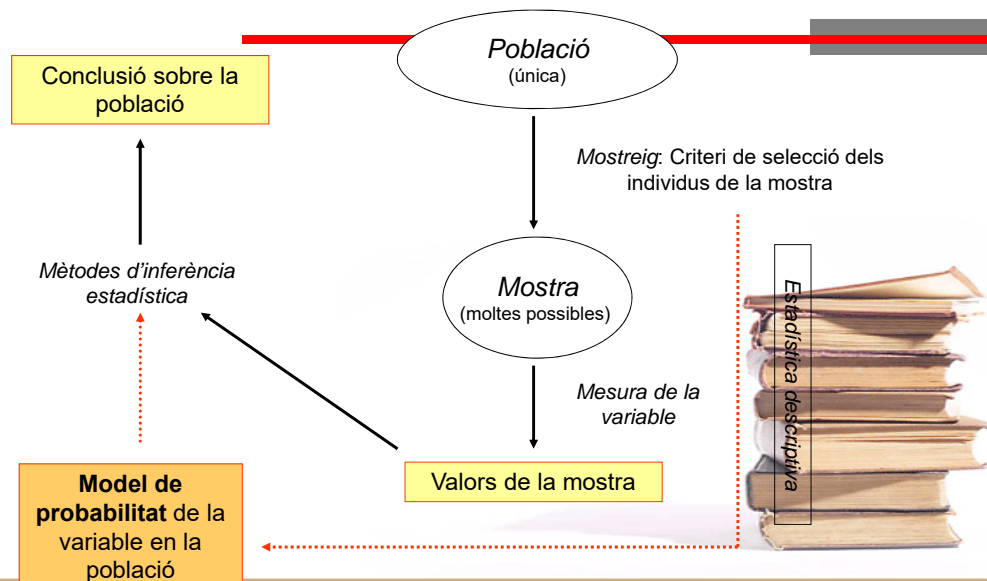 Població
(única)
Conclusió sobre la
població
Mostreig: Criteri de selecció dels
individus de la mostra
Mètodes d’inferència
estadística
Mostra
(moltes possibles)
Estadística descriptiva
Mesura de la
variable
Valors de la mostra
Model de
probabilitat de la
variable en la
població